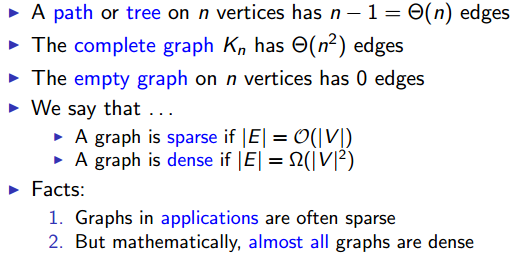 ▶ A path or tree on n vertices has n − 1 = Θ(n) edges
▶ The complete graph Kₙ has Θ(n²) edges
▶ The empty graph on n vertices has 0 edges
▶ We say that ...
▶ A graph is sparse if |E| = O(|V|)
▶ A graph is dense if |E| = Ω(|V|²)
▶ Facts:
1. Graphs in applications are often sparse
2. But mathematically, almost all graphs are dense